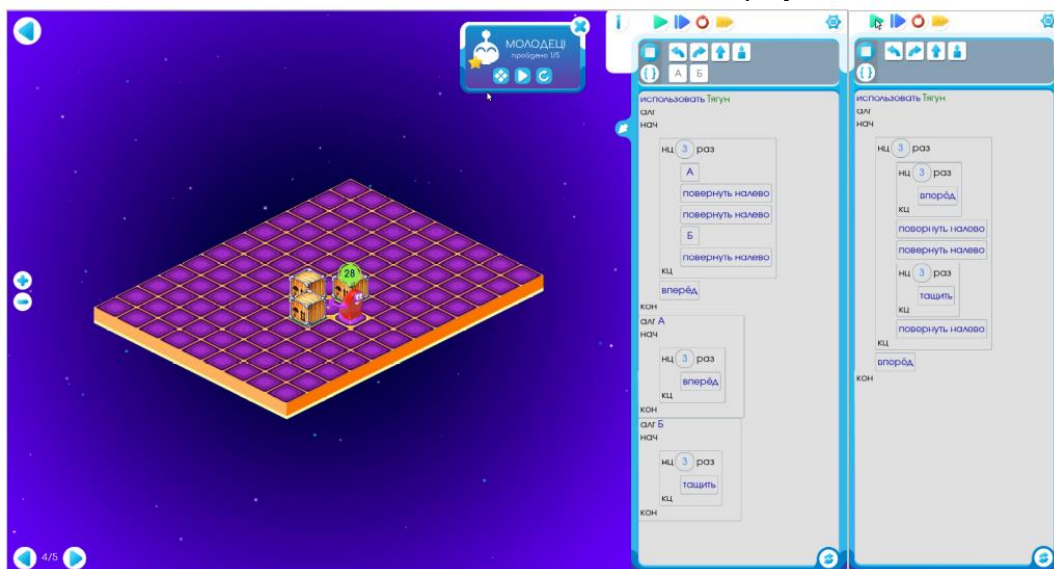 МОЛОДЕЦ!
пройдено 1/5
28
4/5
А Б
использовать Тягун
алг
нач
нц 3 раз
А
повернуть налево
повернуть налево
Б
повернуть налево
кц
вперёд
кон
алг А
нач
нц 3 раз
вперёд
кц
кон
алг Б
нач
нц 3 раз
тащить
кц
кон
использовать Тягун
алг
нач
нц 3 раз
нц 3 раз
вперёд
кц
повернуть налево
повернуть налево
нц 3 раз
тащить
кц
повернуть налево
кц
вперёд
кон